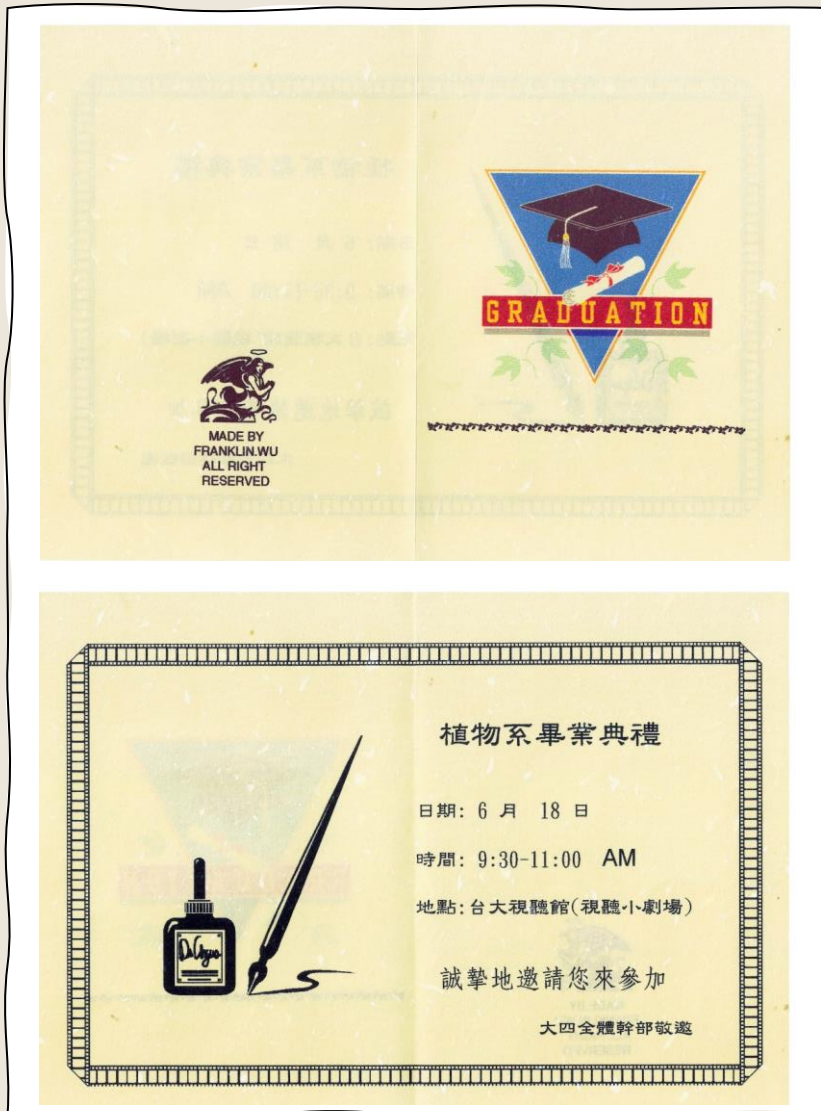 GRADUATION
MADE BY
FRANKLIN.WU
ALL RIGHT
RESERVED
植物系畢業典禮
日期: 6 月 18 日
時間: 9:30-11:00 AM
地點:台大視聽館(視聽小劇場)
誠摯地邀請您來參加
大四全體幹部敬邀